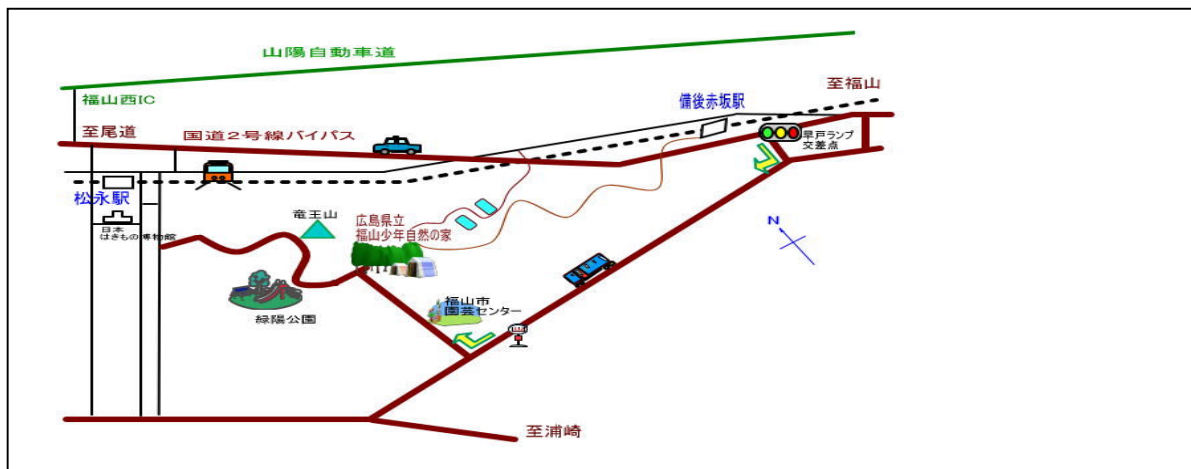 山陽自動車道
福山西IC
至福山
備後赤坂駅
至尾道
国道2号線バイパス
早戸ランプ
交差点
松永駅
日本
はきもの博物館
竜王山
広島県立
福山少年自然の家
N
緑陽公園
福山市
園芸センター
至浦崎